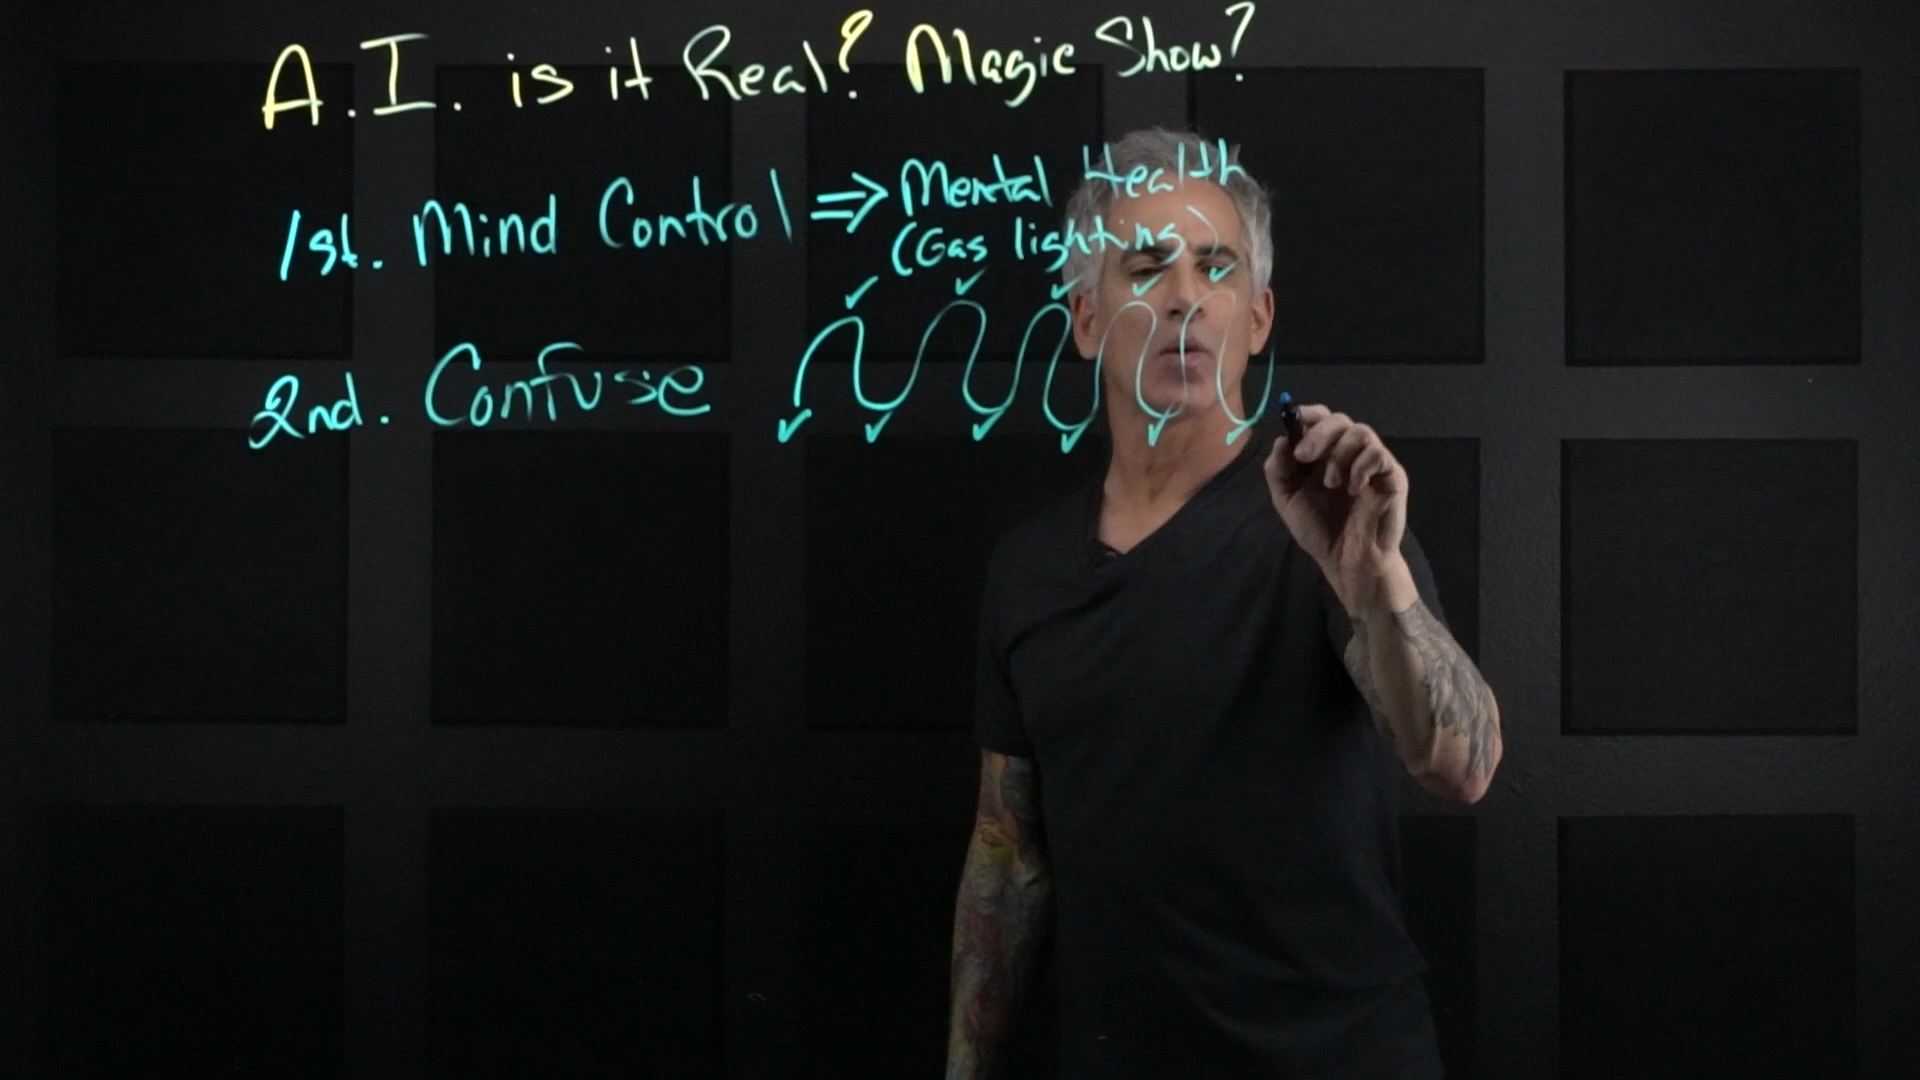 A.I. is it Real? Magic Show?
1st. Mind Control ⇒ Mental Health
(Gas lighting)
2nd. Confuse